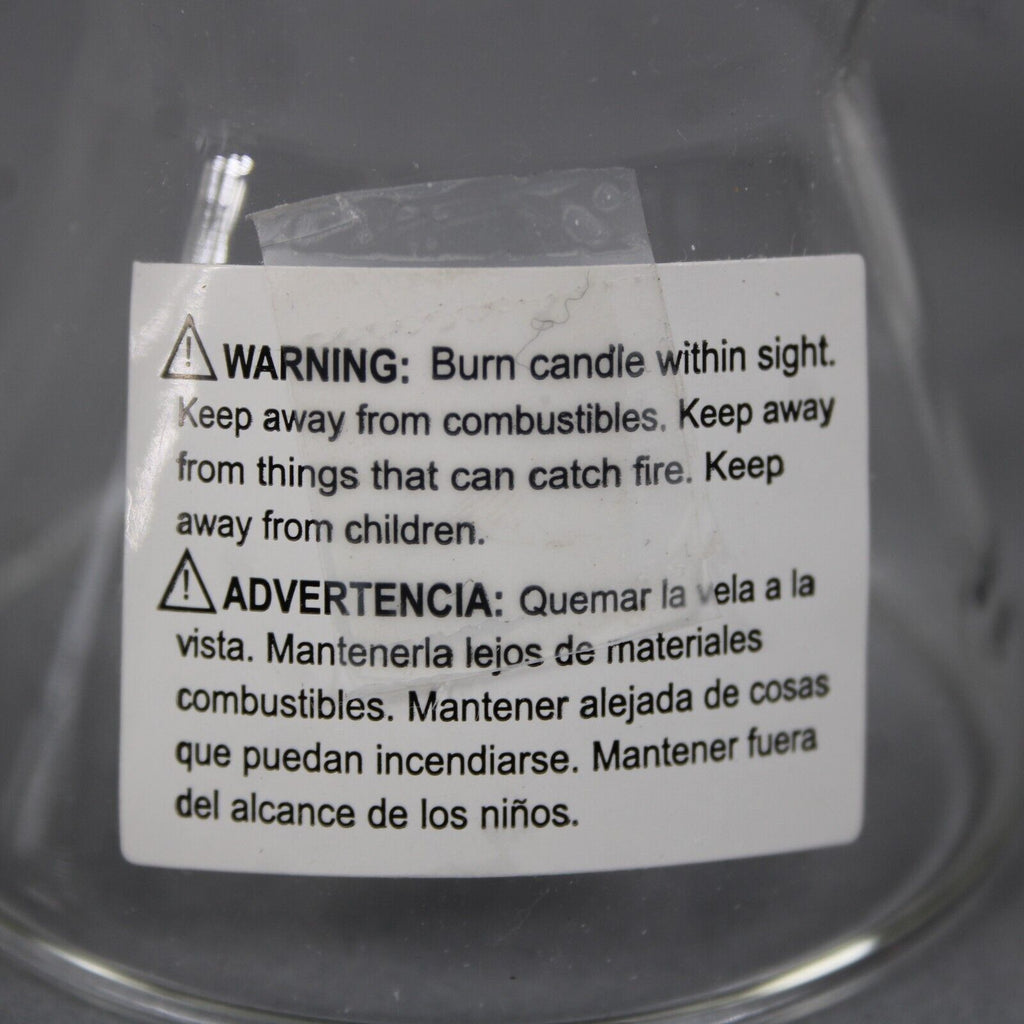 ⚠ WARNING: Burn candle within sight.
Keep away from combustibles. Keep away
from things that can catch fire. Keep
away from children.
⚠ ADVERTENCIA: Quemar la vela a la
vista. Mantenerla lejos de materiales
combustibles. Mantener alejada de cosas
que puedan incendiarse. Mantener fuera
del alcance de los niños.